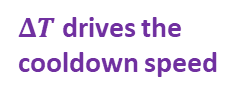 ΔT drives the
cooldown speed